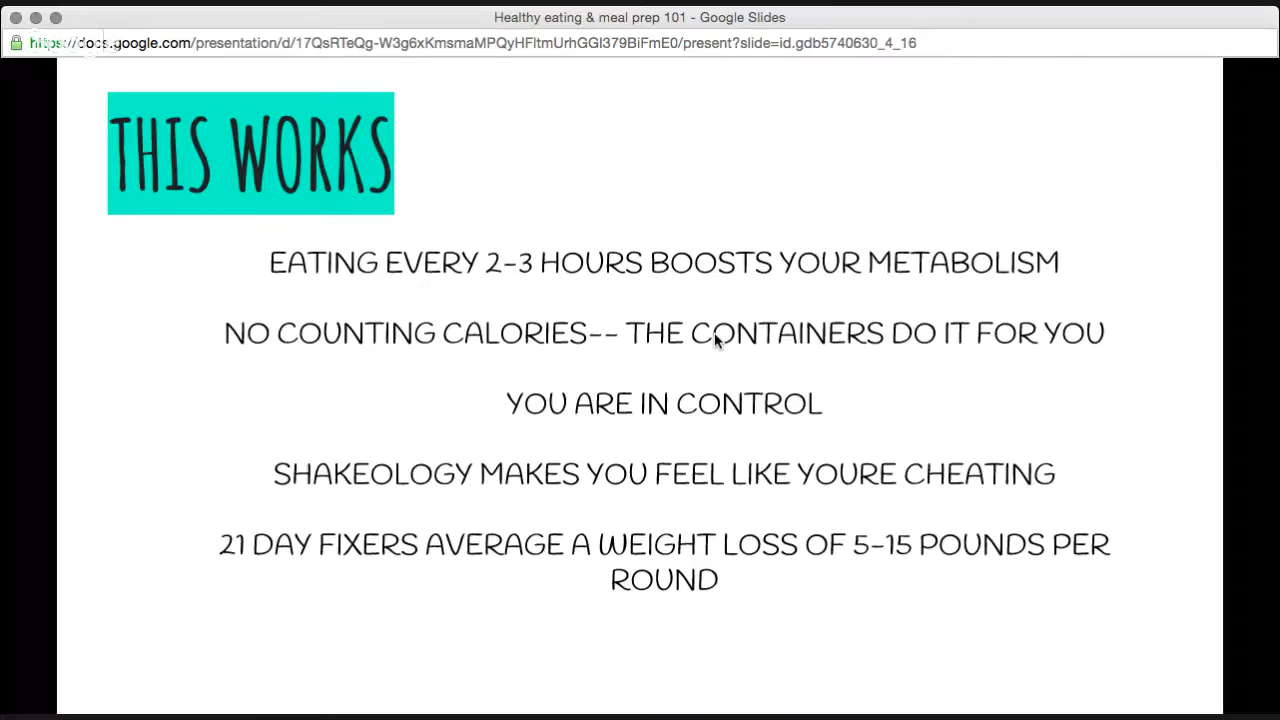 Healthy eating & meal prep 101 - Google Slides
https://docs.google.com/presentation/d/17QsRTeQg-W3g6xKmsmaMPQyHFltmUrhGGl379BiFmE0/present?slide=id.gdb5740630_4_16
THIS WORKS
EATING EVERY 2-3 HOURS BOOSTS YOUR METABOLISM
NO COUNTING CALORIES-- THE CONTAINERS DO IT FOR YOU
YOU ARE IN CONTROL
SHAKEOLOGY MAKES YOU FEEL LIKE YOURE CHEATING
21 DAY FIXERS AVERAGE A WEIGHT LOSS OF 5-15 POUNDS PER
ROUND